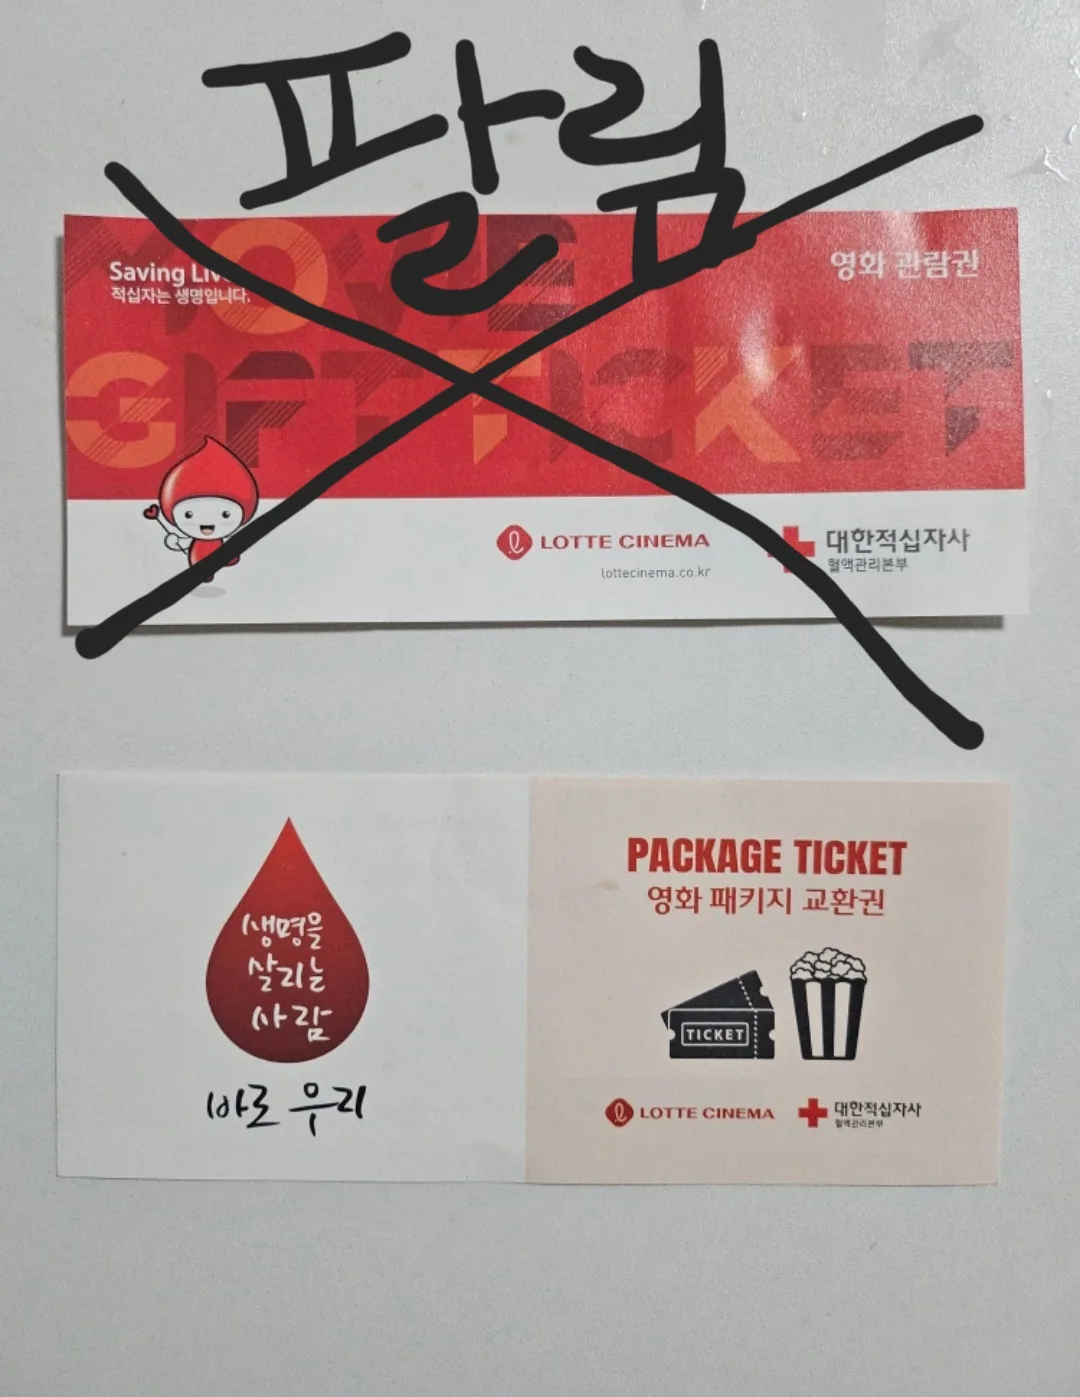 팔림
MOVIE
GIFT TICKET
Saving Liv
적십자는 생명입니다.
영화 관람권
LOTTE CINEMA
lottecinema.co.kr
대한적십자사
혈액관리본부
생명을
살리는
사람
바로 우리
PACKAGE TICKET
영화 패키지 교환권
TICKET
LOTTE CINEMA
대한적십자사
혈액관리본부